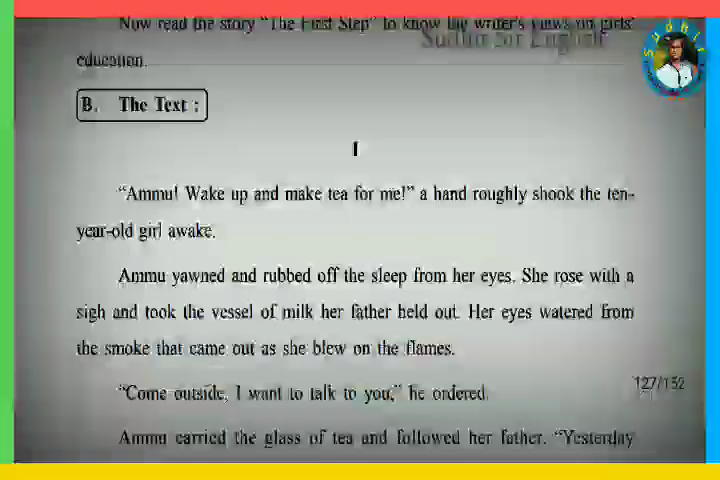 Now read the story "The First Step" to know the writer's views on girls'
Sudhir Sir English
education.
B. The Text :
I
"Ammu! Wake up and make tea for me!" a hand roughly shook the ten-
year-old girl awake.
Ammu yawned and rubbed off the sleep from her eyes. She rose with a
sigh and took the vessel of milk her father held out. Her eyes watered from
the smoke that came out as she blew on the flames.
"Come outside, I want to talk to you," he ordered.
127/152
Ammu carried the glass of tea and followed her father. "Yesterday